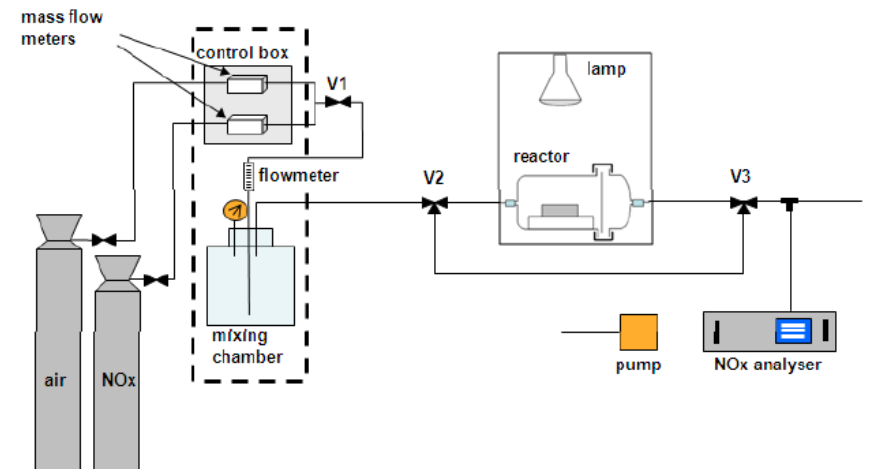 mass flow
meters
control box
V1
lamp
reactor
flowmeter
V2
V3
mixing
chamber
air
NOx
pump
NOx analyser